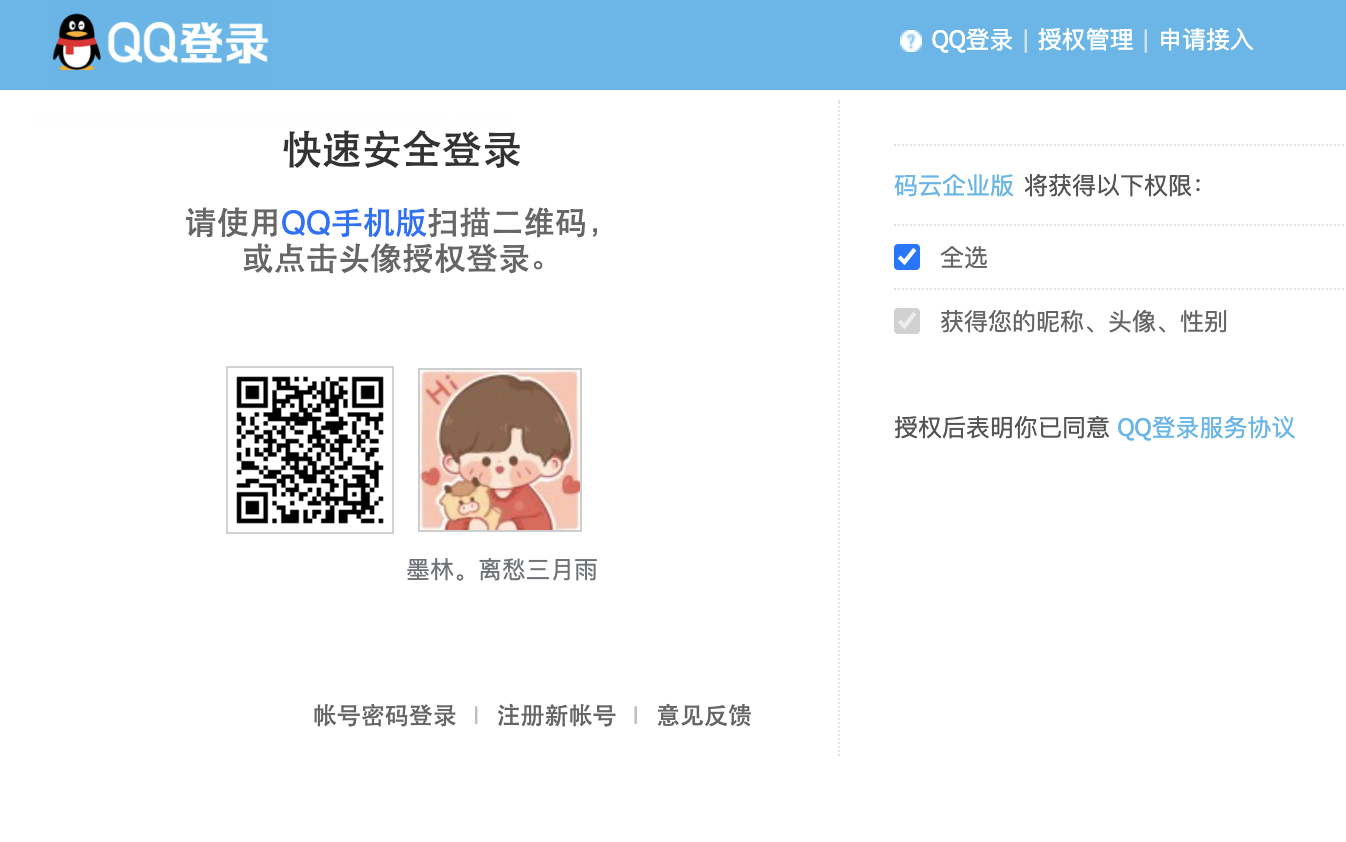 QQ登录
QQ登录 | 授权管理 | 申请接入
快速安全登录
请使用QQ手机版扫描二维码，
或点击头像授权登录。
Hi
墨林。离愁三月雨
帐号密码登录 | 注册新帐号 | 意见反馈
码云企业版 将获得以下权限：
全选
获得您的昵称、头像、性别
授权后表明你已同意 QQ登录服务协议